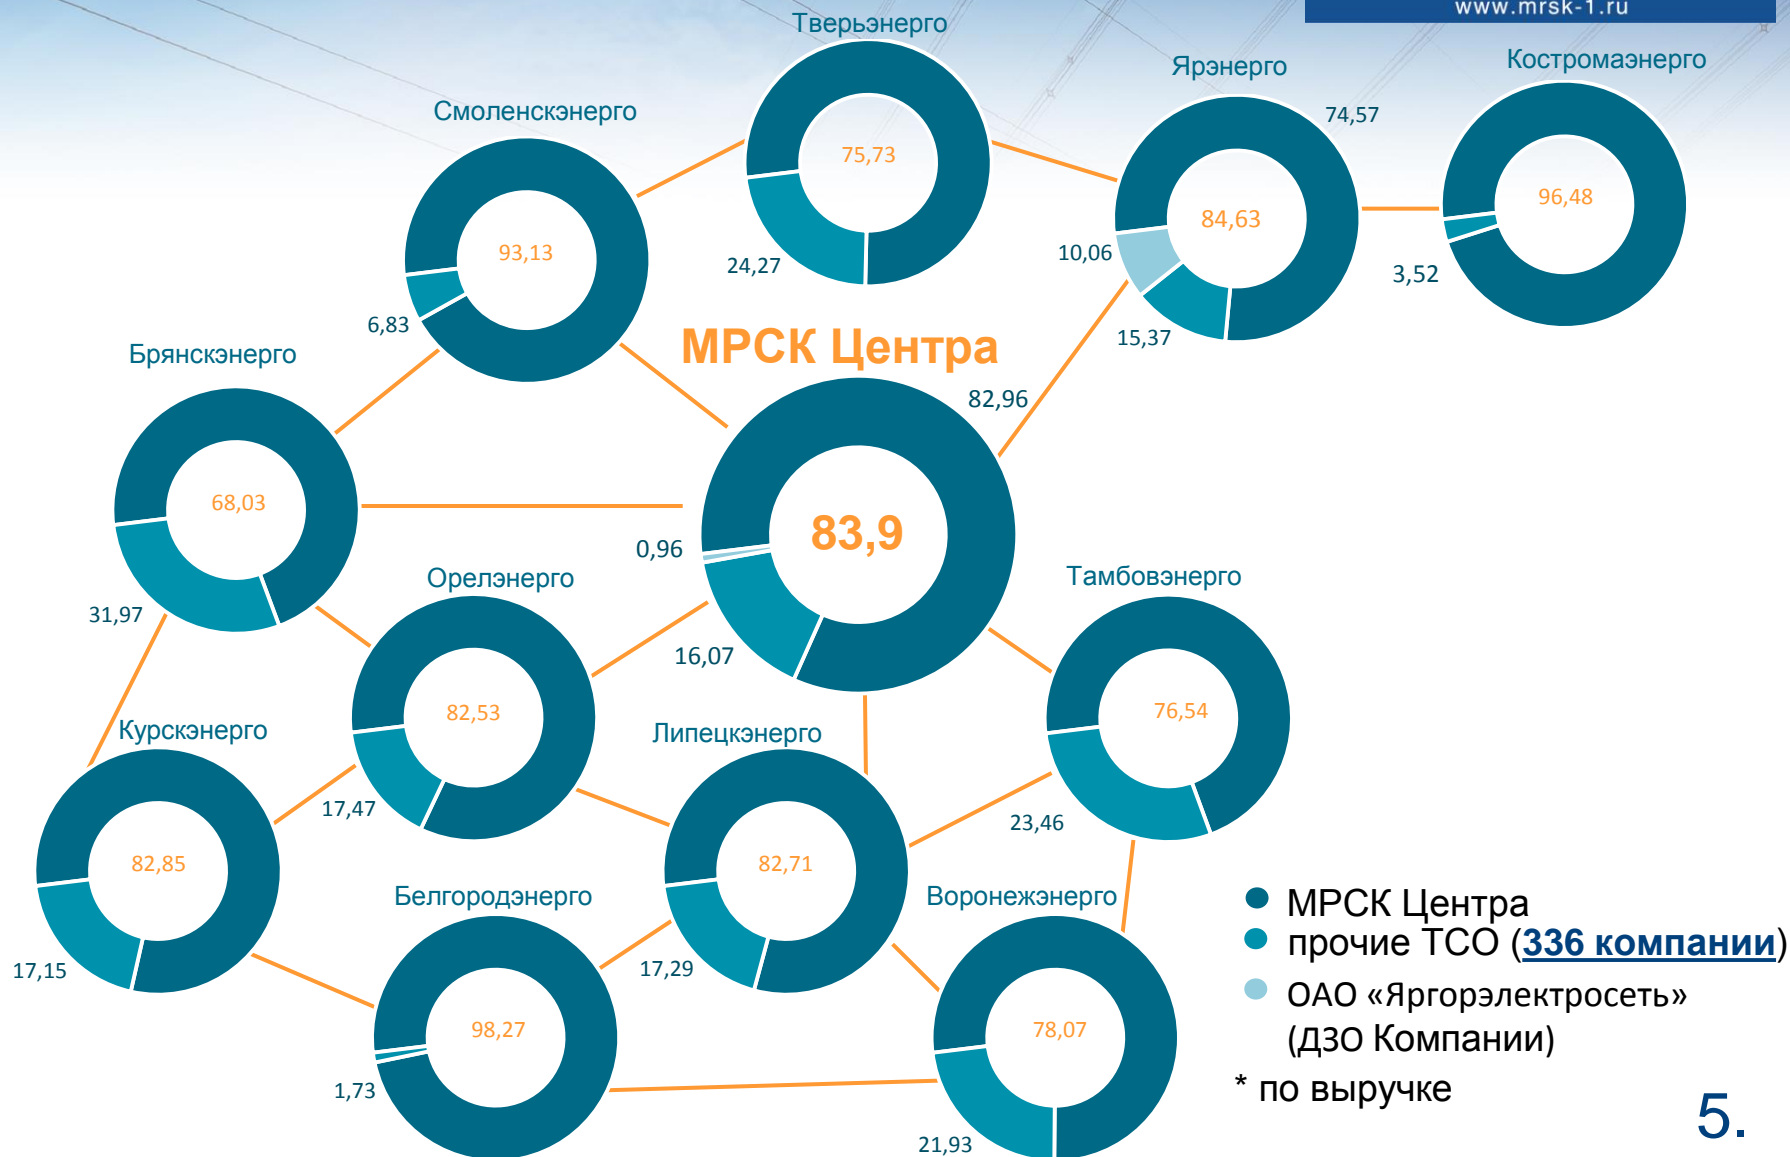 www.mrsk-1.ru
Тверьэнерго
75,73
24,27
Ярэнерго
74,57
84,63
10,06
15,37
Костромаэнерго
96,48
3,52
Смоленскэнерго
93,13
6,83
Брянскэнерго
68,03
31,97
МРСК Центра
82,96
83,9
0,96
16,07
Орелэнерго
82,53
17,47
Тамбовэнерго
76,54
23,46
Курскэнерго
82,85
17,15
Липецкэнерго
82,71
17,29
Белгородэнерго
98,27
1,73
Воронежэнерго
78,07
21,93
МРСК Центра
прочие ТСО (336 компании)
ОАО «Яргорэлектросеть»
(ДЗО Компании)
* по выручке
5.